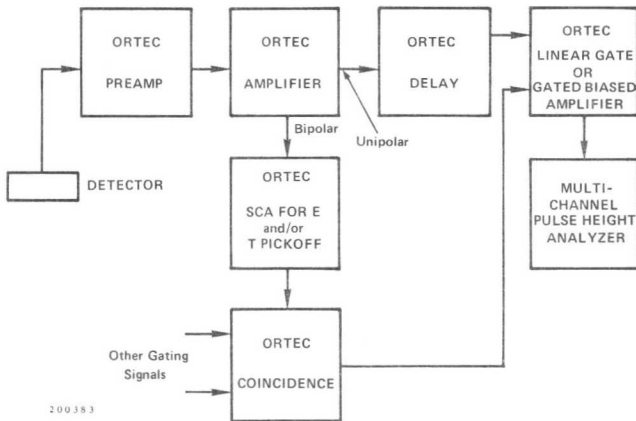 ORTEC
PREAMP
ORTEC
AMPLIFIER
ORTEC
DELAY
ORTEC
LINEAR GATE
OR
GATED BIASED
AMPLIFIER
Bipolar
Unipolar
DETECTOR
ORTEC
SCA FOR E
and/or
T PICKOFF
MULTI-
CHANNEL
PULSE HEIGHT
ANALYZER
Other Gating
Signals
ORTEC
COINCIDENCE
200383